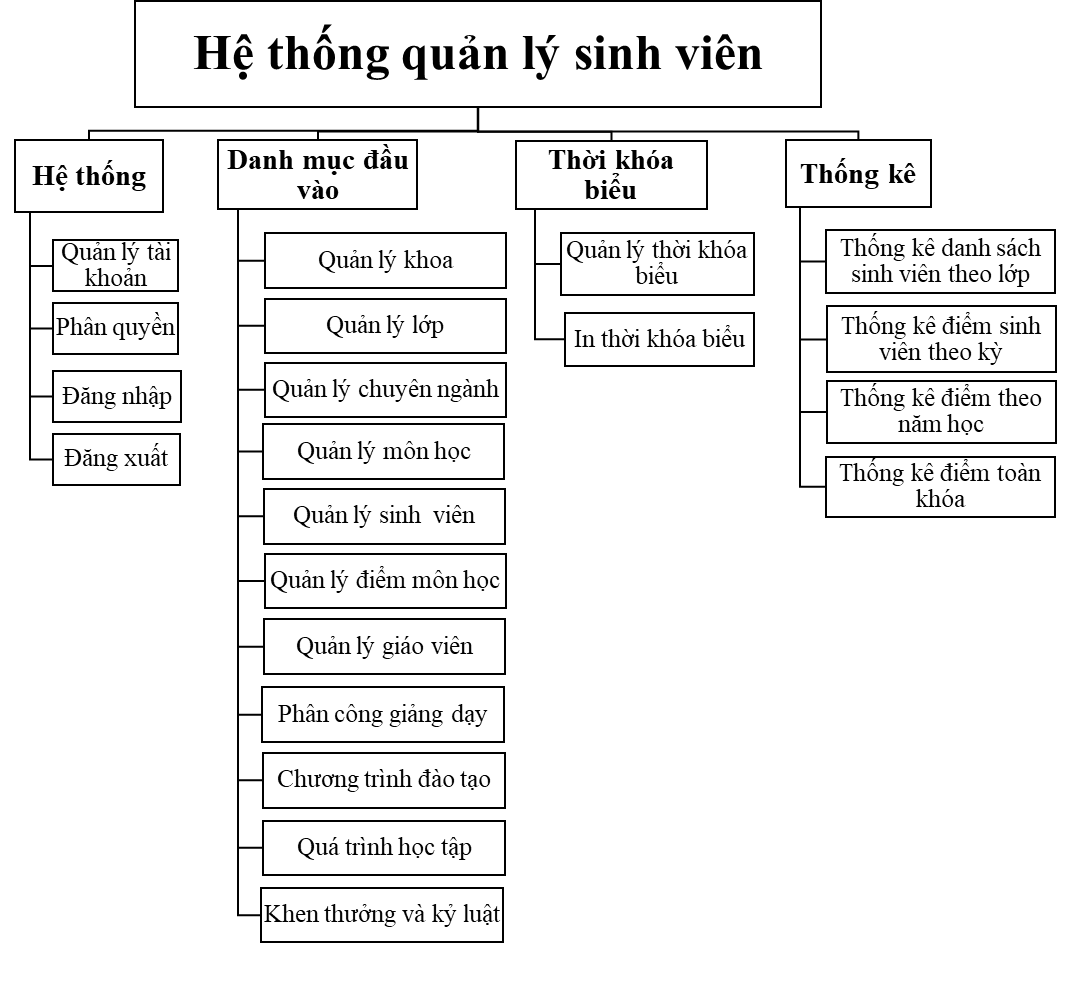 Hệ thống quản lý sinh viên
Hệ thống
Quản lý tài
khoản
Phân quyền
Đăng nhập
Đăng xuất
Danh mục đầu
vào
Quản lý khoa
Quản lý lớp
Quản lý chuyên ngành
Quản lý môn học
Quản lý sinh viên
Quản lý điểm môn học
Quản lý giáo viên
Phân công giảng dạy
Chương trình đào tạo
Quá trình học tập
Khen thưởng và kỷ luật
Thời khóa
biểu
Quản lý thời khóa
biểu
In thời khóa biểu
Thống kê
Thống kê danh sách
sinh viên theo lớp
Thống kê điểm sinh
viên theo kỳ
Thống kê điểm theo
năm học
Thống kê điểm toàn
khóa